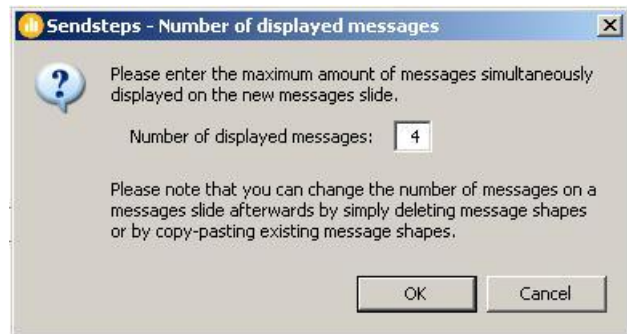 Sendsteps - Number of displayed messages
Please enter the maximum amount of messages simultaneously
displayed on the new messages slide.
Number of displayed messages: 4
Please note that you can change the number of messages on a
messages slide afterwards by simply deleting message shapes
or by copy-pasting existing message shapes.
OK Cancel